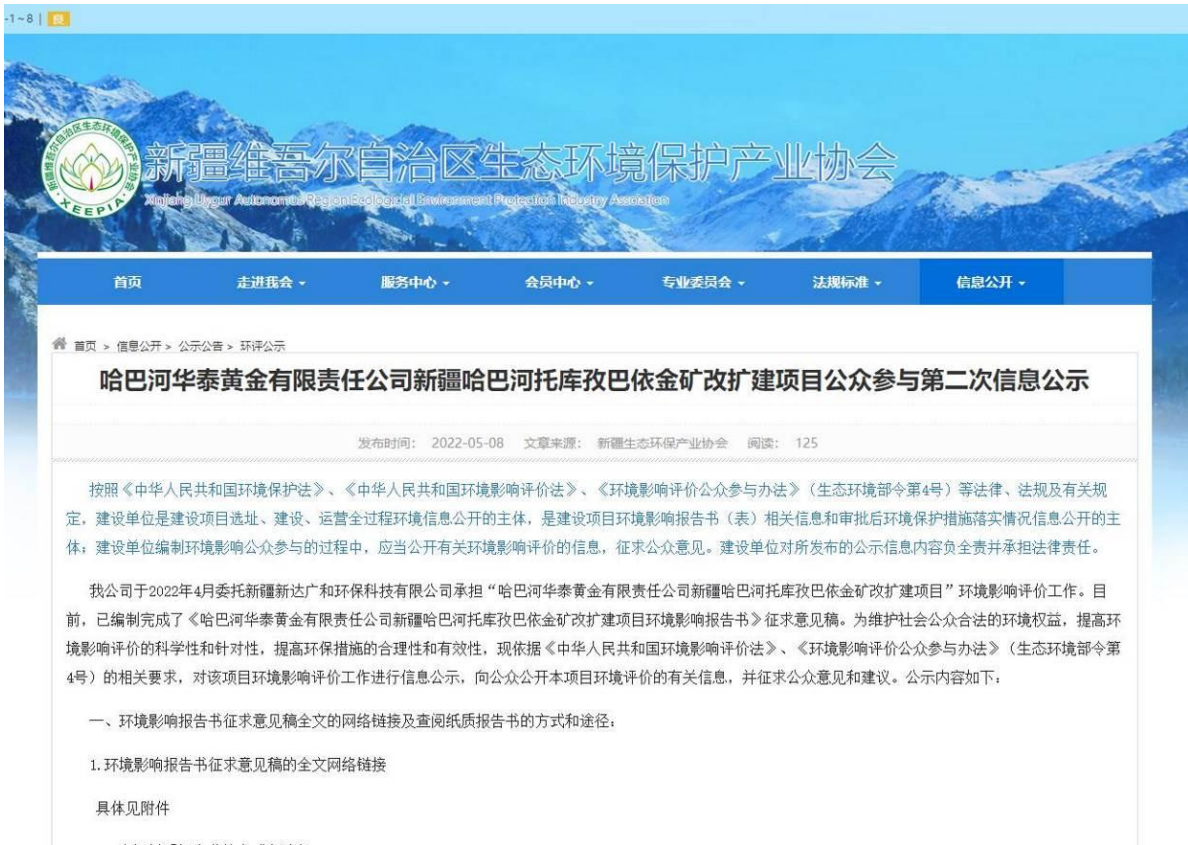 -1~8 | 良
新疆维吾尔自治区生态环境保护产业协会
Xinjiang Uygur Autonomous Region Ecological Environment Protection Industry Association
XEEPIA
首页 走进我会 服务中心 会员中心 专业委员会 法规标准 信息公开
首页 > 信息公开 > 公示公告 > 环评公示
哈巴河华泰黄金有限责任公司新疆哈巴河托库孜巴依金矿改扩建项目公众参与第二次信息公示
发布时间: 2022-05-08 文章来源: 新疆生态环保产业协会 阅读: 125
按照《中华人民共和国环境保护法》、《中华人民共和国环境影响评价法》、《环境影响评价公众参与办法》(生态环境部令第4号)等法律、法规及有关规
定,建设单位是建设项目选址、建设、运营全过程环境信息公开的主体,是建设项目环境影响报告书(表)相关信息和审批后环境保护措施落实情况信息公开的主
体;建设单位编制环境影响公众参与的过程中,应当公开有关环境影响评价的信息,征求公众意见。建设单位对所发布的公示信息内容负全责并承担法律责任。
我公司于2022年4月委托新疆新达广和环保科技有限公司承担“哈巴河华泰黄金有限责任公司新疆哈巴河托库孜巴依金矿改扩建项目”环境影响评价工作。目
前,已编制完成了《哈巴河华泰黄金有限责任公司新疆哈巴河托库孜巴依金矿改扩建项目环境影响报告书》征求意见稿。为维护社会公众合法的环境权益,提高环
境影响评价的科学性和针对性,提高环保措施的合理性和有效性,现依据《中华人民共和国环境影响评价法》、《环境影响评价公众参与办法》(生态环境部令第
4号)的相关要求,对该项目环境影响评价工作进行信息公示,向公众公开本项目环境评价的有关信息,并征求公众意见和建议。公示内容如下:
一、环境影响报告书征求意见稿全文的网络链接及查阅纸质报告书的方式和途径:
1.环境影响报告书征求意见稿的全文网络链接
具体见附件